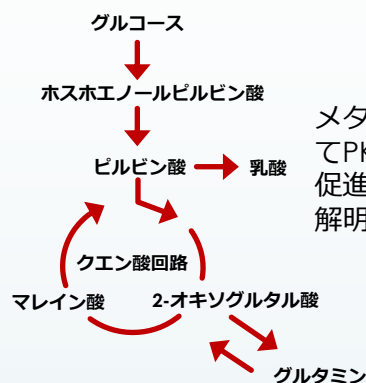 グルコース
ホスホエノールピルビン酸
ピルビン酸
乳酸
クエン酸回路
マレイン酸
2-オキソグルタル酸
グルタミン
メタ
てPK
促進
解明